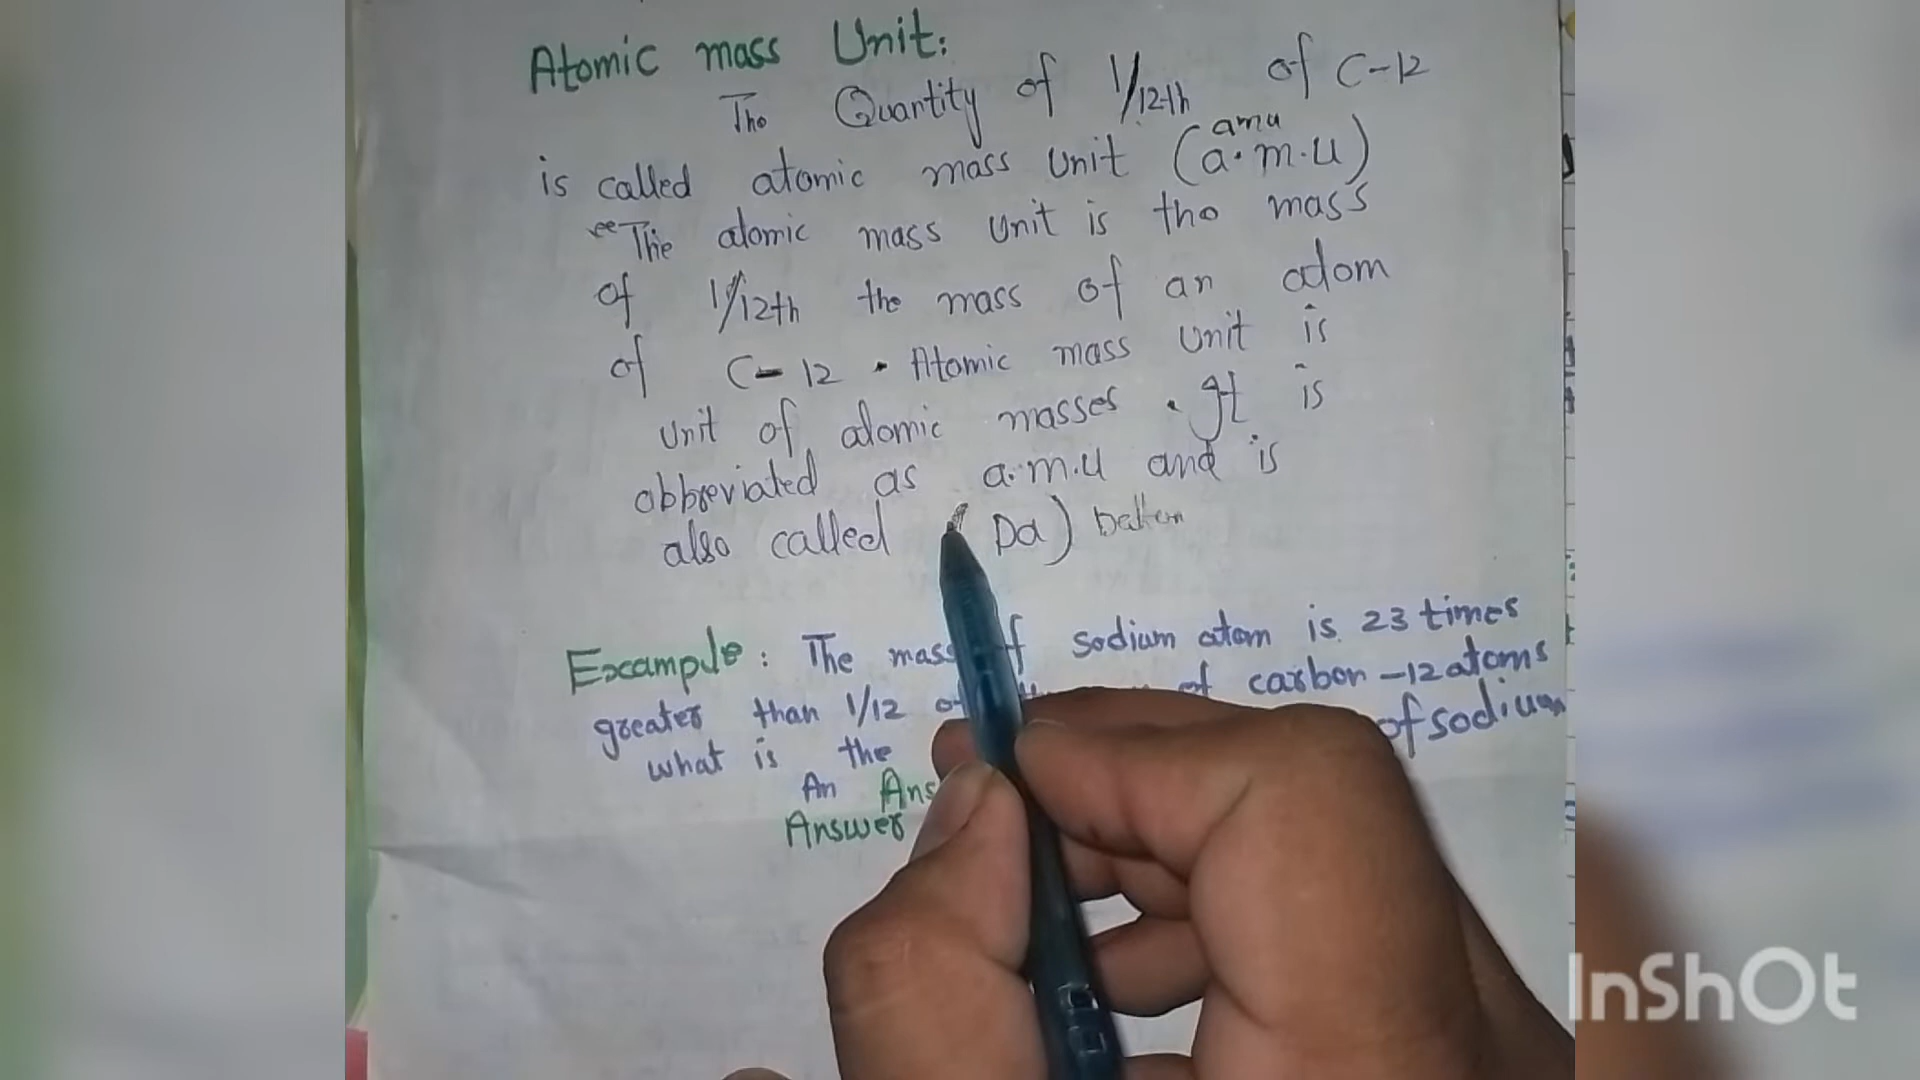 Atomic mass Unit:
The Quantity of 1/12th of C-12
amu
is called atomic mass Unit (a.m.u)
"The atomic mass Unit is the mass
of 1/12th the mass of an atom
of C-12 . Atomic mass Unit is
Unit of atomic masses . It is
abbreviated as a.m.u and is
also called Da)
Example: The mass of sodium atom is 23 times
greater than 1/12 of carbon-12 atoms
what is the of sodium
An Ans
Answer
InShOt